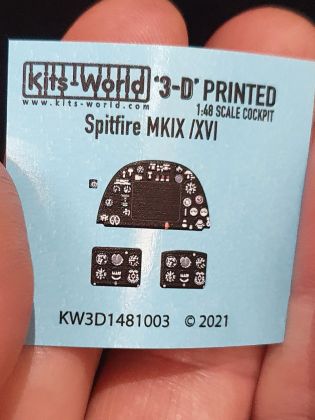 Kits-World "3-D" PRINTED
www.kits-world.com 1:48 SCALE COCKPIT
Spitfire MKIX /XVI
KW3D1481003 © 2021